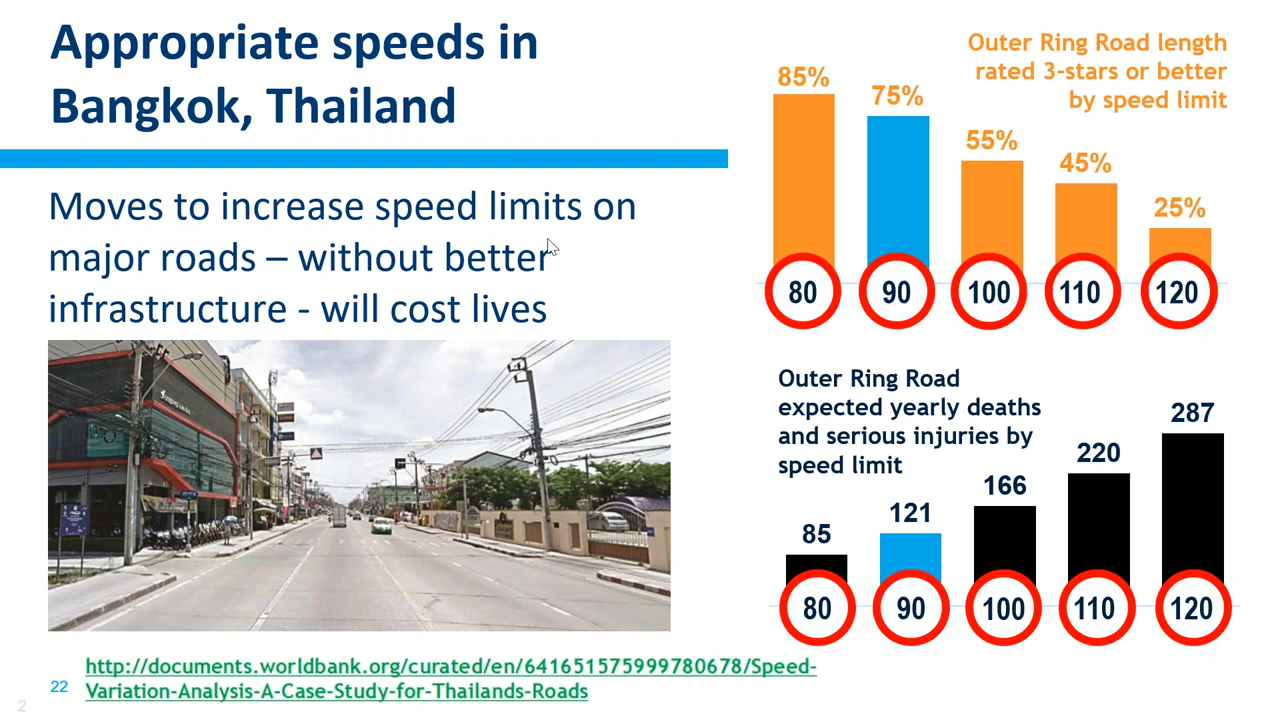 Appropriate speeds in
Bangkok, Thailand
Moves to increase speed limits on
major roads – without better
infrastructure - will cost lives
Outer Ring Road length
rated 3-stars or better
by speed limit
85%
75%
55%
45%
25%
80
90
100
110
120
Outer Ring Road
expected yearly deaths
and serious injuries by
speed limit
85
121
166
220
287
80
90
100
110
120
http://documents.worldbank.org/curated/en/641651575999780678/Speed-
Variation-Analysis-A-Case-Study-for-Thailands-Roads
22
2